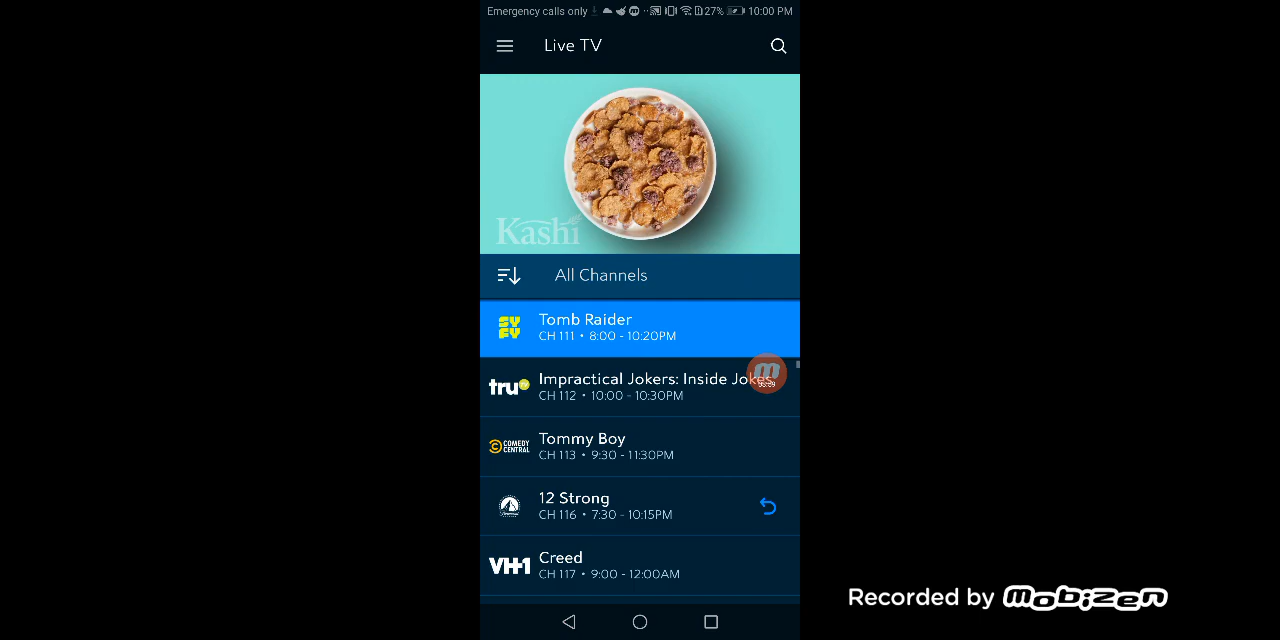 Emergency calls only
27% 10:00 PM
Live TV
Kashi
All Channels
SYFY
Tomb Raider
CH 111 • 8:00 - 10:20PM
tru TV
Impractical Jokers: Inside Jokes
CH 112 • 10:00 - 10:30PM
COMEDY CENTRAL
Tommy Boy
CH 113 • 9:30 - 11:30PM
12 Strong
CH 116 • 7:30 - 10:15PM
VH1
Creed
CH 117 • 9:00 - 12:00AM
Recorded by mobizen